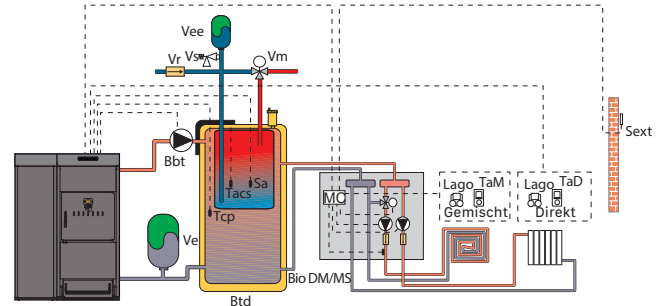 Vee
Vsw
Vr
Vm
Sext
Bbt
Tacs
Sa
Tcp
MC
Lago
TaM
Gemischt
Lago
TaD
Direkt
Ve
Bio DM/MS
Btd